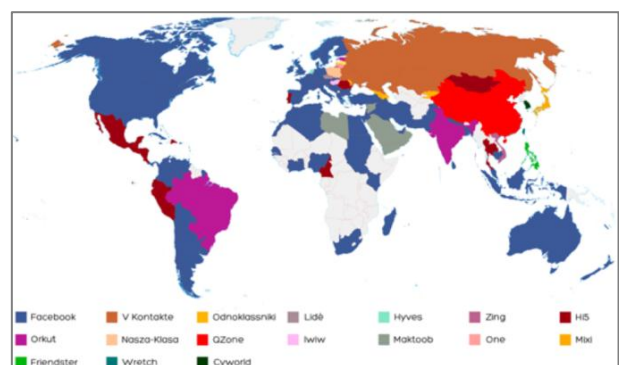 Facebook V Kontakte Odnoklassniki Lidé Hyves Zing Hi5
Orkut Nasza-Klasa QZone Iwiw Maktoob One Mixi
Friendster Wretch Cyworld